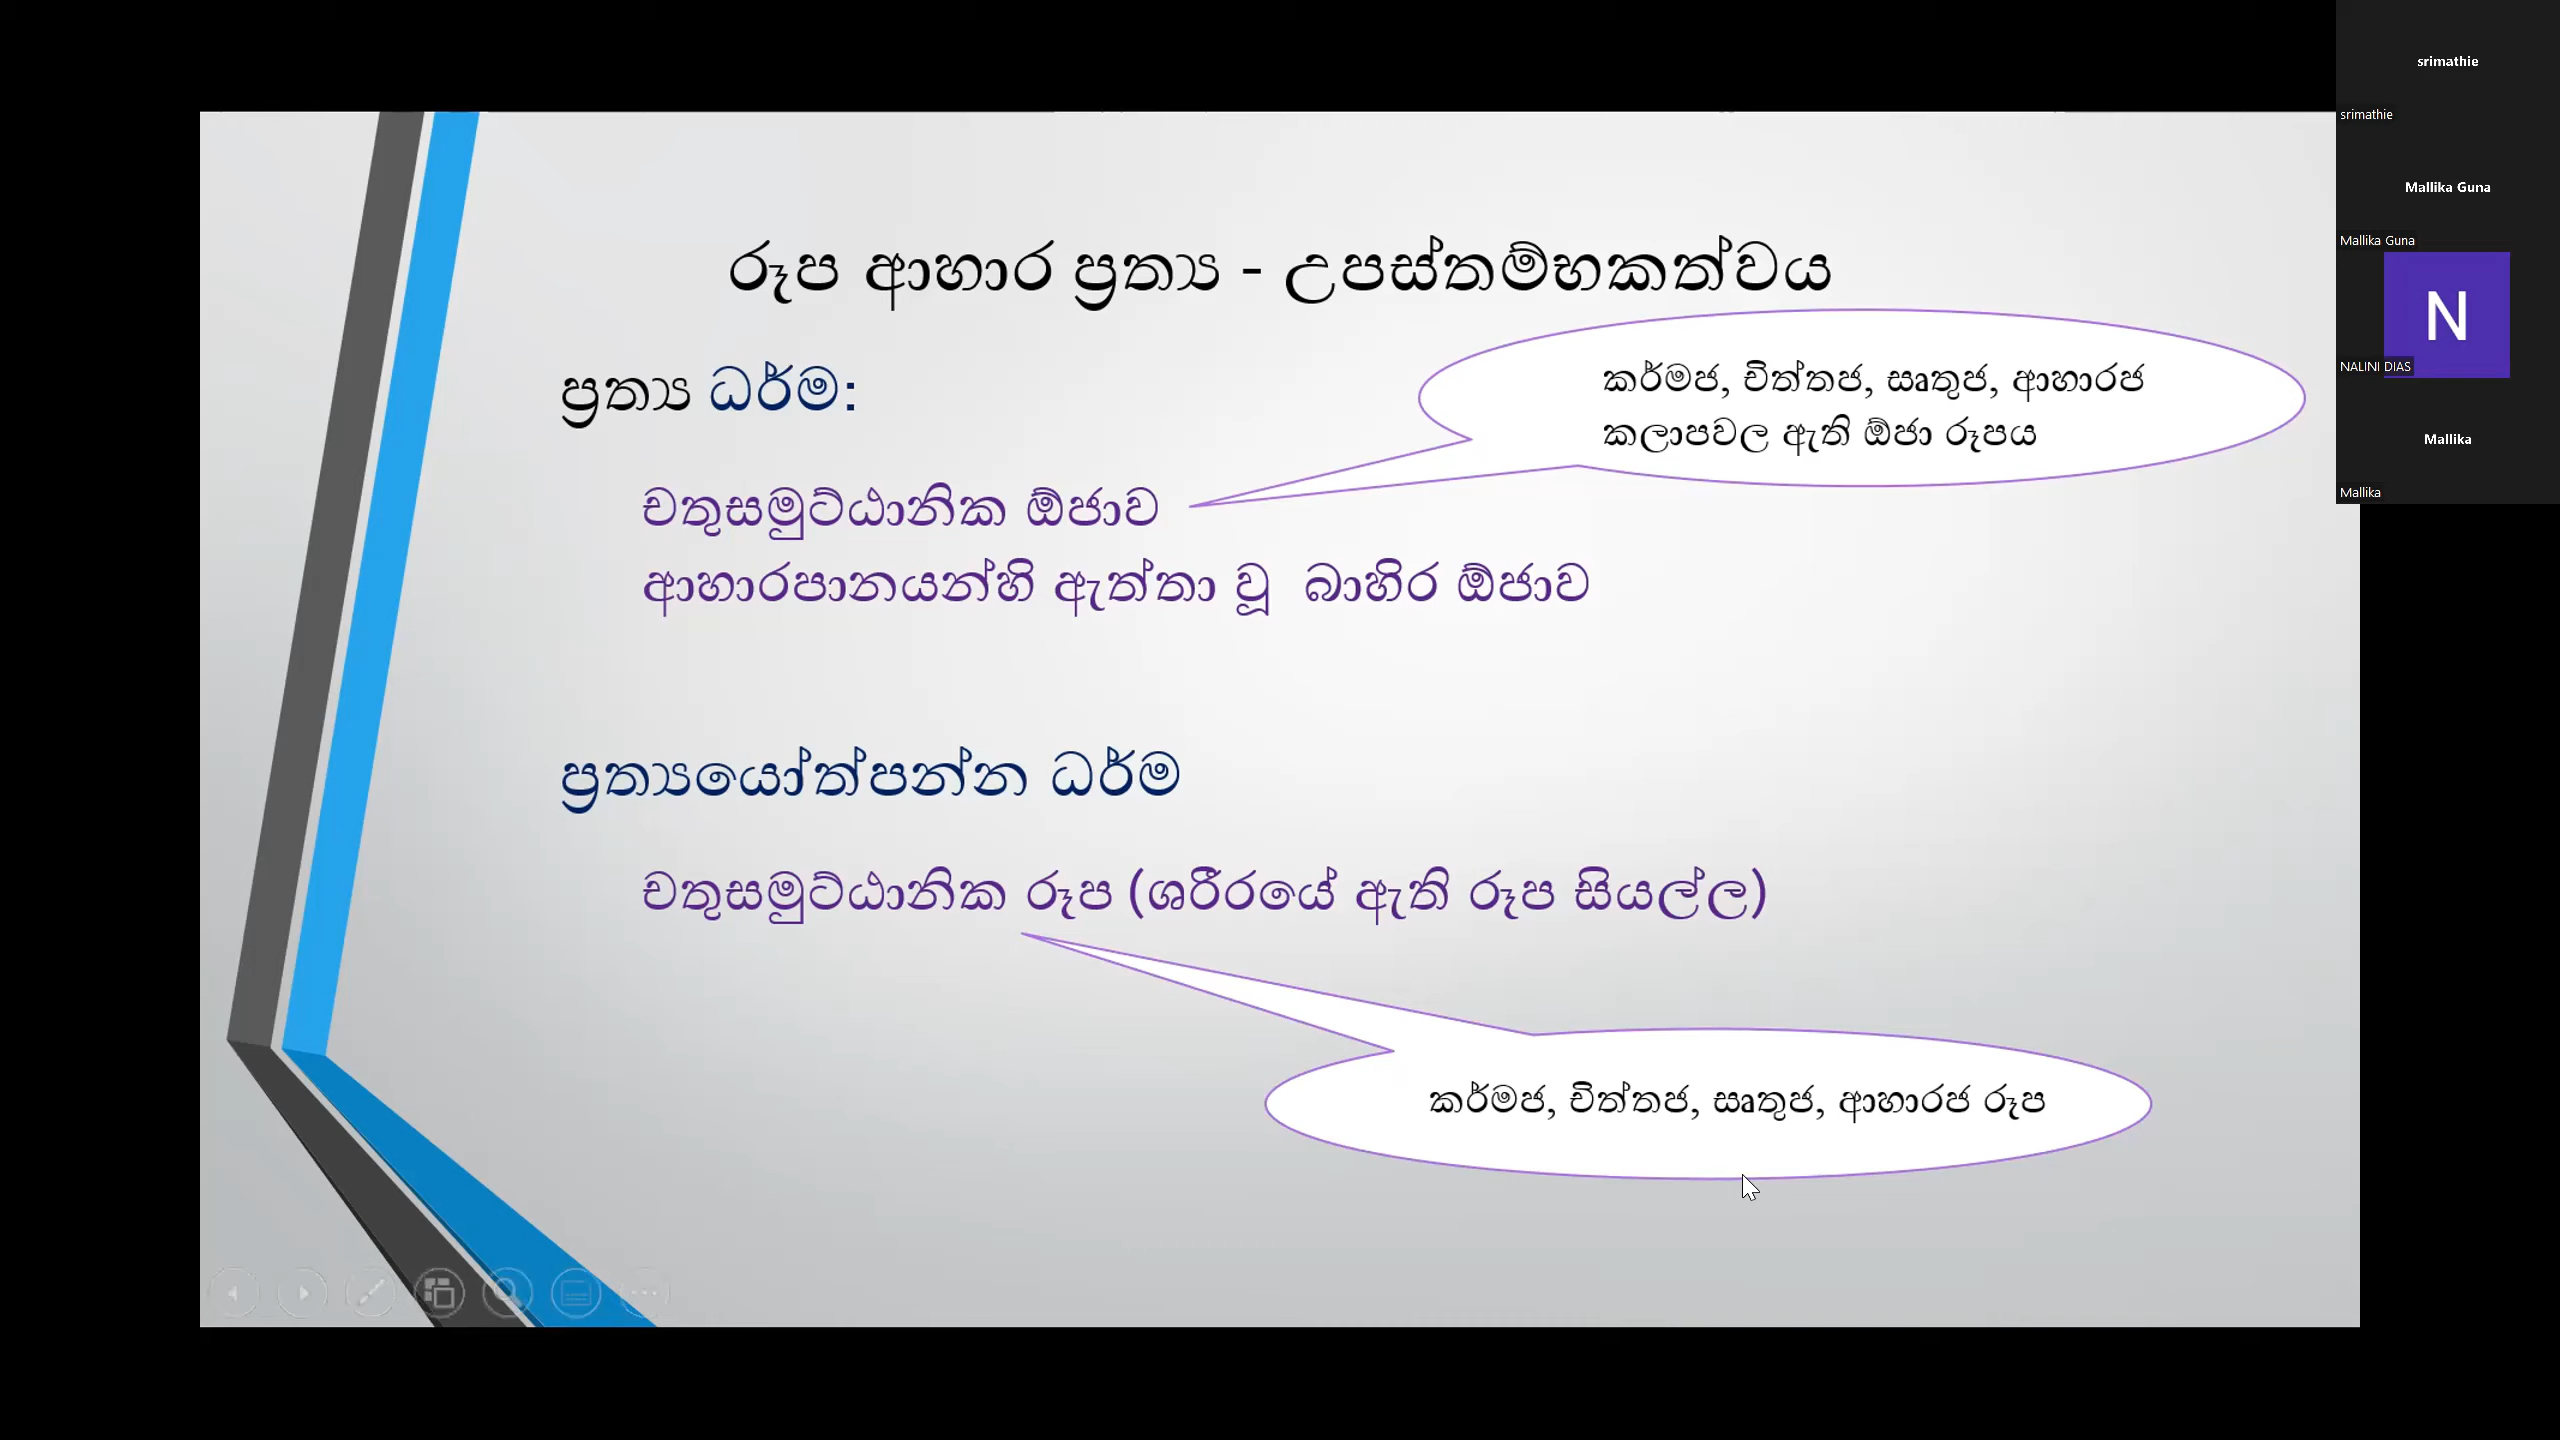 රූප ආහාර ප්‍රත්‍ය - උපස්තම්භකත්වය
ප්‍රත්‍ය ධර්ම:
කර්මජ, චිත්තජ, සෘතුජ, ආහාරජ
කලාපවල ඇති ඕජා රූපය
චතුසමුට්ඨානික ඕජාව
ආහාරපානයන්හි ඇත්තා වූ බාහිර ඕජාව
ප්‍රත්‍යයෝත්පන්න ධර්ම
චතුසමුට්ඨානික රූප (ශරීරයේ ඇති රූප සියල්ල)
කර්මජ, චිත්තජ, සෘතුජ, ආහාරජ රූප
srimathie
srimathie
Mallika Guna
Mallika Guna
N
NALINI DIAS
Mallika
Mallika